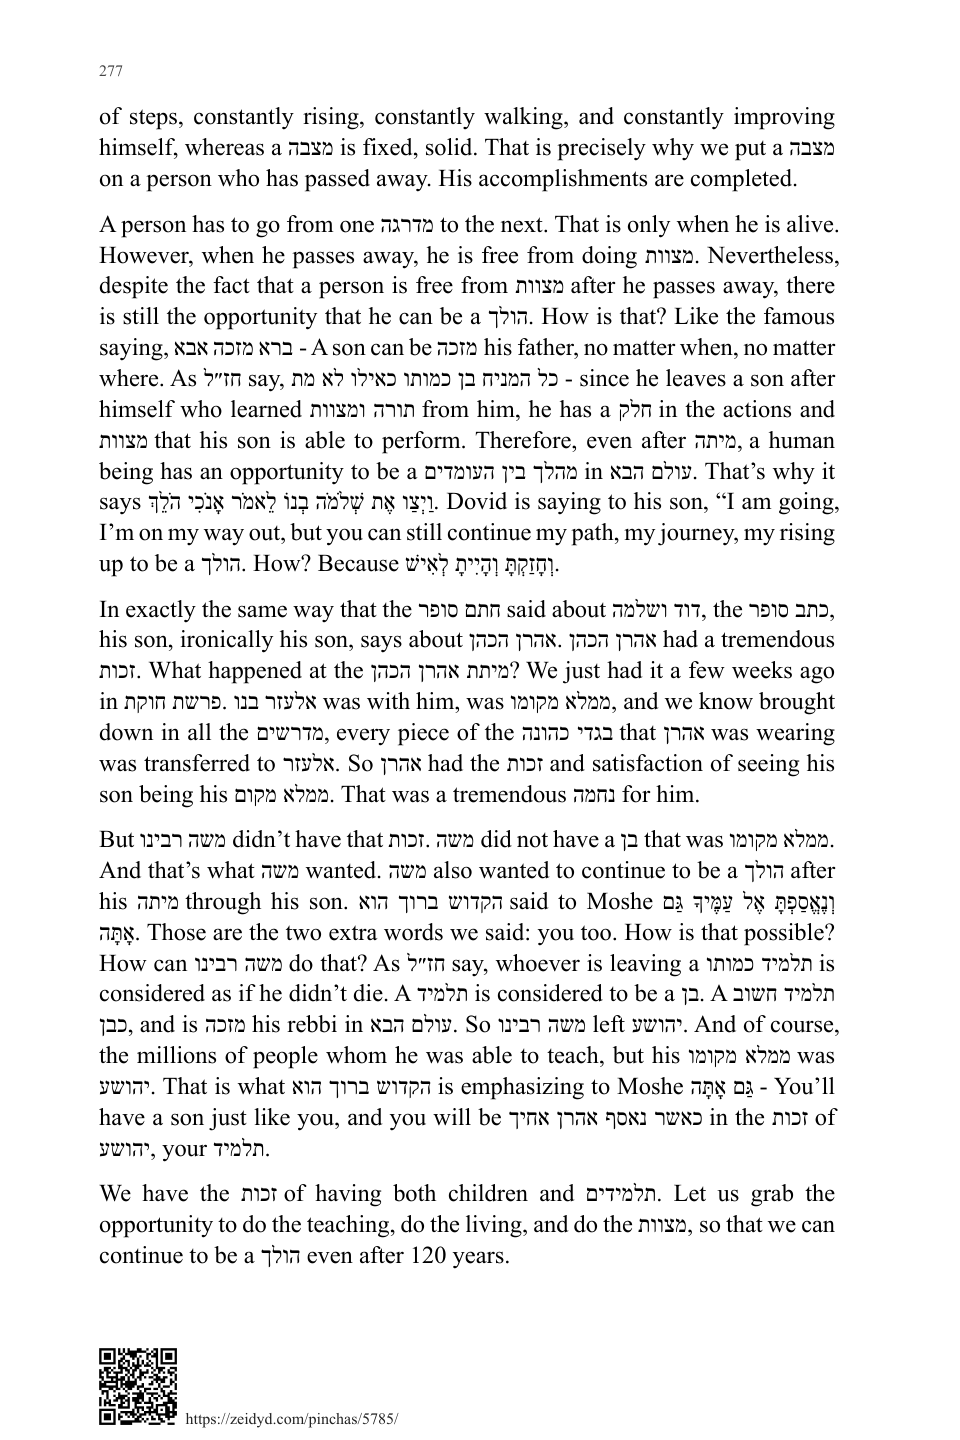 277
of steps, constantly rising, constantly walking, and constantly improving
himself, whereas a מצבה is fixed, solid. That is precisely why we put a מצבה
on a person who has passed away. His accomplishments are completed.
A person has to go from one מדרגה to the next. That is only when he is alive.
However, when he passes away, he is free from doing מצוות. Nevertheless,
despite the fact that a person is free from מצוות after he passes away, there
is still the opportunity that he can be a הולך. How is that? Like the famous
saying, ברא מזכה אבא - A son can be מזכה his father, no matter when, no matter
where. As חז״ל say, כל המניח בן כמותו כאילו לא מת - since he leaves a son after
himself who learned תורה ומצוות from him, he has a חלק in the actions and
מצוות that his son is able to perform. Therefore, even after מיתה, a human
being has an opportunity to be a מהלך בין העומדים in עולם הבא. That’s why it
says וַיְצַו אֶת שְׁלֹמֹה בְנוֹ לֵאמֹר אָנֹכִי הֹלֵךְ. Dovid is saying to his son, “I am going,
I’m on my way out, but you can still continue my path, my journey, my rising
up to be a הולך. How? Because וְחָזַקְתָּ וְהָיִיתָ לְאִישׁ.
In exactly the same way that the חתם סופר said about דוד ושלמה, the כתב סופר,
his son, ironically his son, says about אהרן הכהן. אהרן הכהן had a tremendous
זכות. What happened at the מיתת אהרן הכהן? We just had it a few weeks ago
in פרשת חוקת. אלעזר בנו was with him, was ממלא מקומו, and we know brought
down in all the מדרשים, every piece of the בגדי כהונה that אהרן was wearing
was transferred to אלעזר. So אהרן had the זכות and satisfaction of seeing his
son being his ממלא מקום. That was a tremendous נחמה for him.
But משה רבינו didn’t have that זכות. משה did not have a בן that was ממלא מקומו.
And that’s what משה wanted. משה also wanted to continue to be a הולך after
his מיתה through his son. הקדוש ברוך הוא said to Moshe וְנֶאֱסַפְתָּ אֶל עַמֶּיךָ גַּם
אָתָּה. Those are the two extra words we said: you too. How is that possible?
How can משה רבינו do that? As חז״ל say, whoever is leaving a תלמיד כמותו is
considered as if he didn’t die. A תלמיד is considered to be a בן. A תלמיד חשוב
כבן, and is מזכה his rebbi in עולם הבא. So משה רבינו left יהושע. And of course,
the millions of people whom he was able to teach, but his ממלא מקומו was
יהושע. That is what הקדוש ברוך הוא is emphasizing to Moshe גַּם אָתָּה - You’ll
have a son just like you, and you will be כאשר נאסף אהרן אחיך in the זכות of
יהושע, your תלמיד.
We have the זכות of having both children and תלמידים. Let us grab the
opportunity to do the teaching, do the living, and do the מצוות, so that we can
continue to be a הולך even after 120 years.
https://zeidyd.com/pinchas/5785/